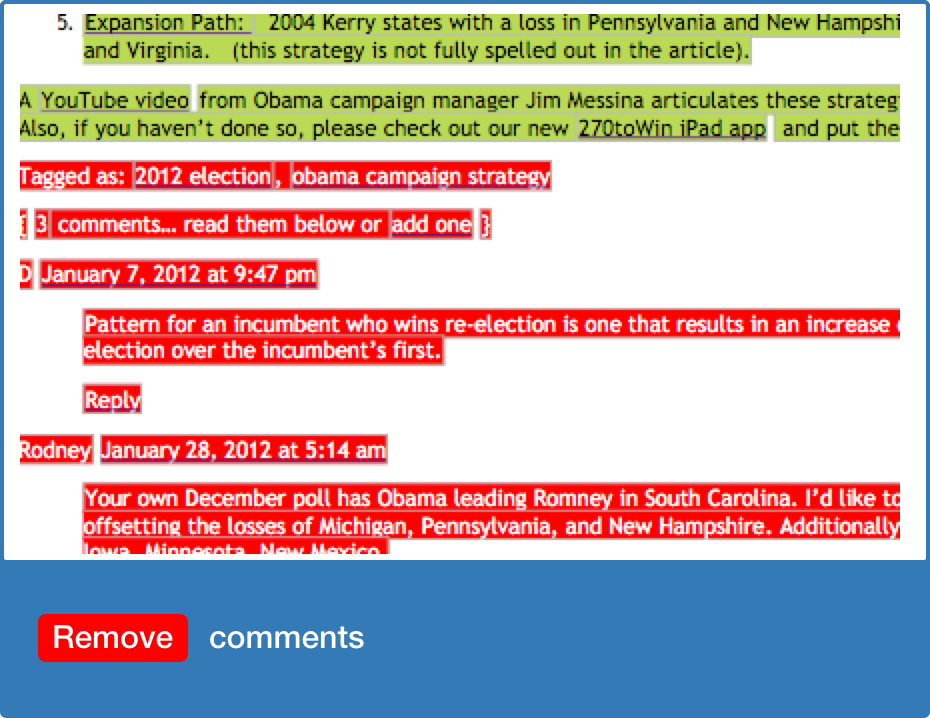 5. Expansion Path: 2004 Kerry states with a loss in Pennsylvania and New Hampshi
and Virginia. (this strategy is not fully spelled out in the article).
A YouTube video from Obama campaign manager Jim Messina articulates these strateg
Also, if you haven't done so, please check out our new 270toWin iPad app and put the
Tagged as: 2012 election, obama campaign strategy
{ 3 comments… read them below or add one }
D January 7, 2012 at 9:47 pm
Pattern for an incumbent who wins re-election is one that results in an increase
election over the incumbent's first.
Reply
Rodney January 28, 2012 at 5:14 am
Your own December poll has Obama leading Romney in South Carolina. I'd like to
offsetting the losses of Michigan, Pennsylvania, and New Hampshire. Additionally
Iowa, Minnesota, New Mexico.
Remove comments